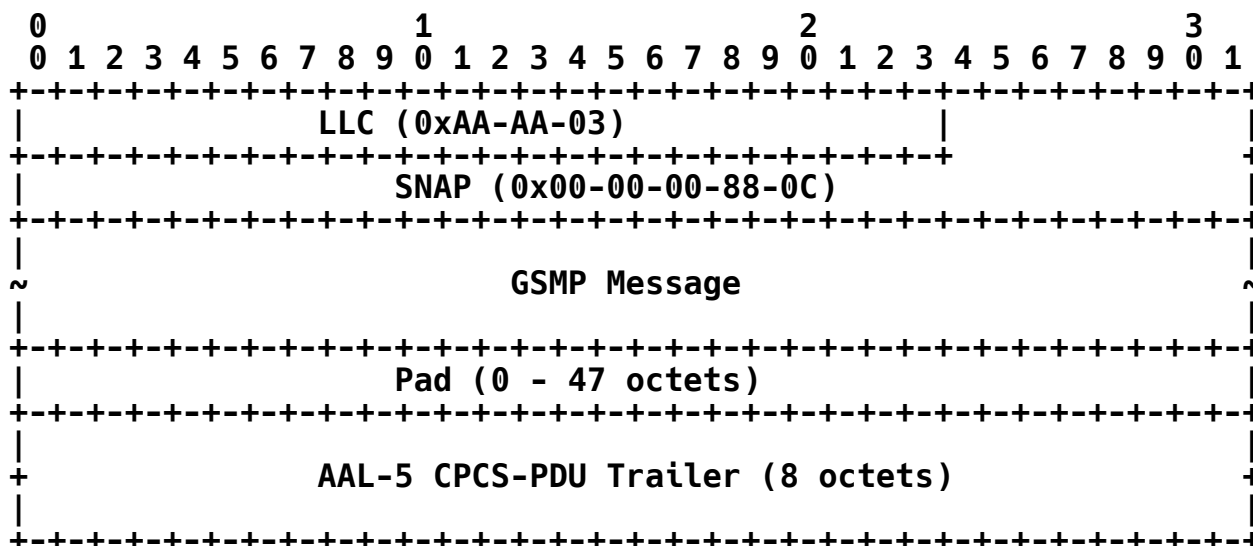 0                   1                   2                   3
 0 1 2 3 4 5 6 7 8 9 0 1 2 3 4 5 6 7 8 9 0 1 2 3 4 5 6 7 8 9 0 1
+-+-+-+-+-+-+-+-+-+-+-+-+-+-+-+-+-+-+-+-+-+-+-+-+-+-+-+-+-+-+-+-+
|               LLC (0xAA-AA-03)                |               |
+-+-+-+-+-+-+-+-+-+-+-+-+-+-+-+-+-+-+-+-+-+-+-+-+               +
|                   SNAP (0x00-00-00-88-0C)                     |
+-+-+-+-+-+-+-+-+-+-+-+-+-+-+-+-+-+-+-+-+-+-+-+-+-+-+-+-+-+-+-+-+
|                                                               |
~                         GSMP Message                          ~
|                                                               |
+-+-+-+-+-+-+-+-+-+-+-+-+-+-+-+-+-+-+-+-+-+-+-+-+-+-+-+-+-+-+-+-+
|                   Pad (0 - 47 octets)                         |
+-+-+-+-+-+-+-+-+-+-+-+-+-+-+-+-+-+-+-+-+-+-+-+-+-+-+-+-+-+-+-+-+
|                                                               |
+               AAL-5 CPCS-PDU Trailer (8 octets)               +
|                                                               |
+-+-+-+-+-+-+-+-+-+-+-+-+-+-+-+-+-+-+-+-+-+-+-+-+-+-+-+-+-+-+-+-+